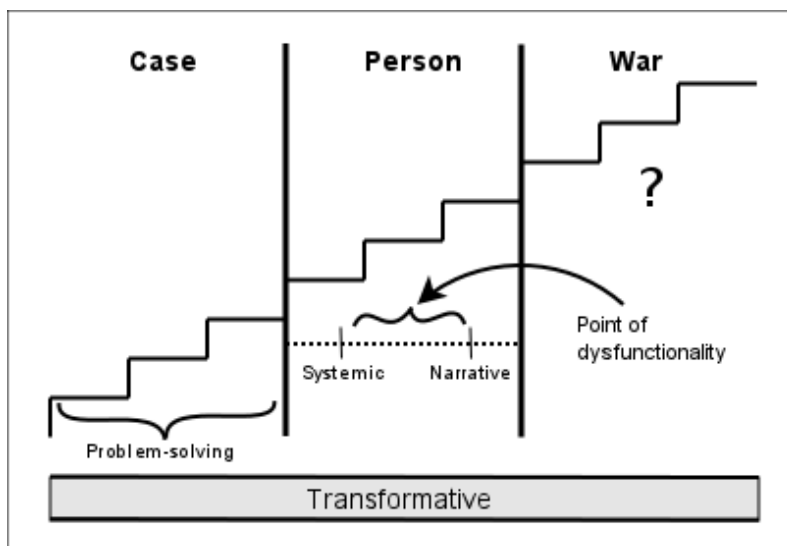 Case
Person
War
?
Point of
dysfunctionality
Systemic
Narrative
Problem-solving
Transformative